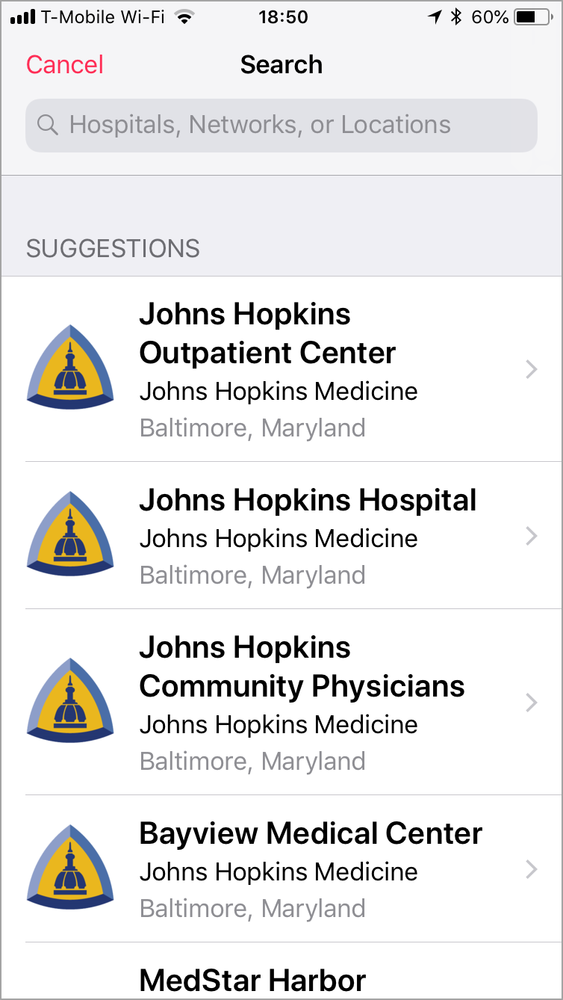 T-Mobile Wi-Fi 18:50 60%
Cancel Search
Hospitals, Networks, or Locations
SUGGESTIONS
Johns Hopkins
Outpatient Center
Johns Hopkins Medicine
Baltimore, Maryland
Johns Hopkins Hospital
Johns Hopkins Medicine
Baltimore, Maryland
Johns Hopkins
Community Physicians
Johns Hopkins Medicine
Baltimore, Maryland
Bayview Medical Center
Johns Hopkins Medicine
Baltimore, Maryland
MedStar Harbor